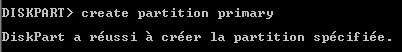 DISKPART> create partition primary
DiskPart a réussi à créer la partition spécifiée.